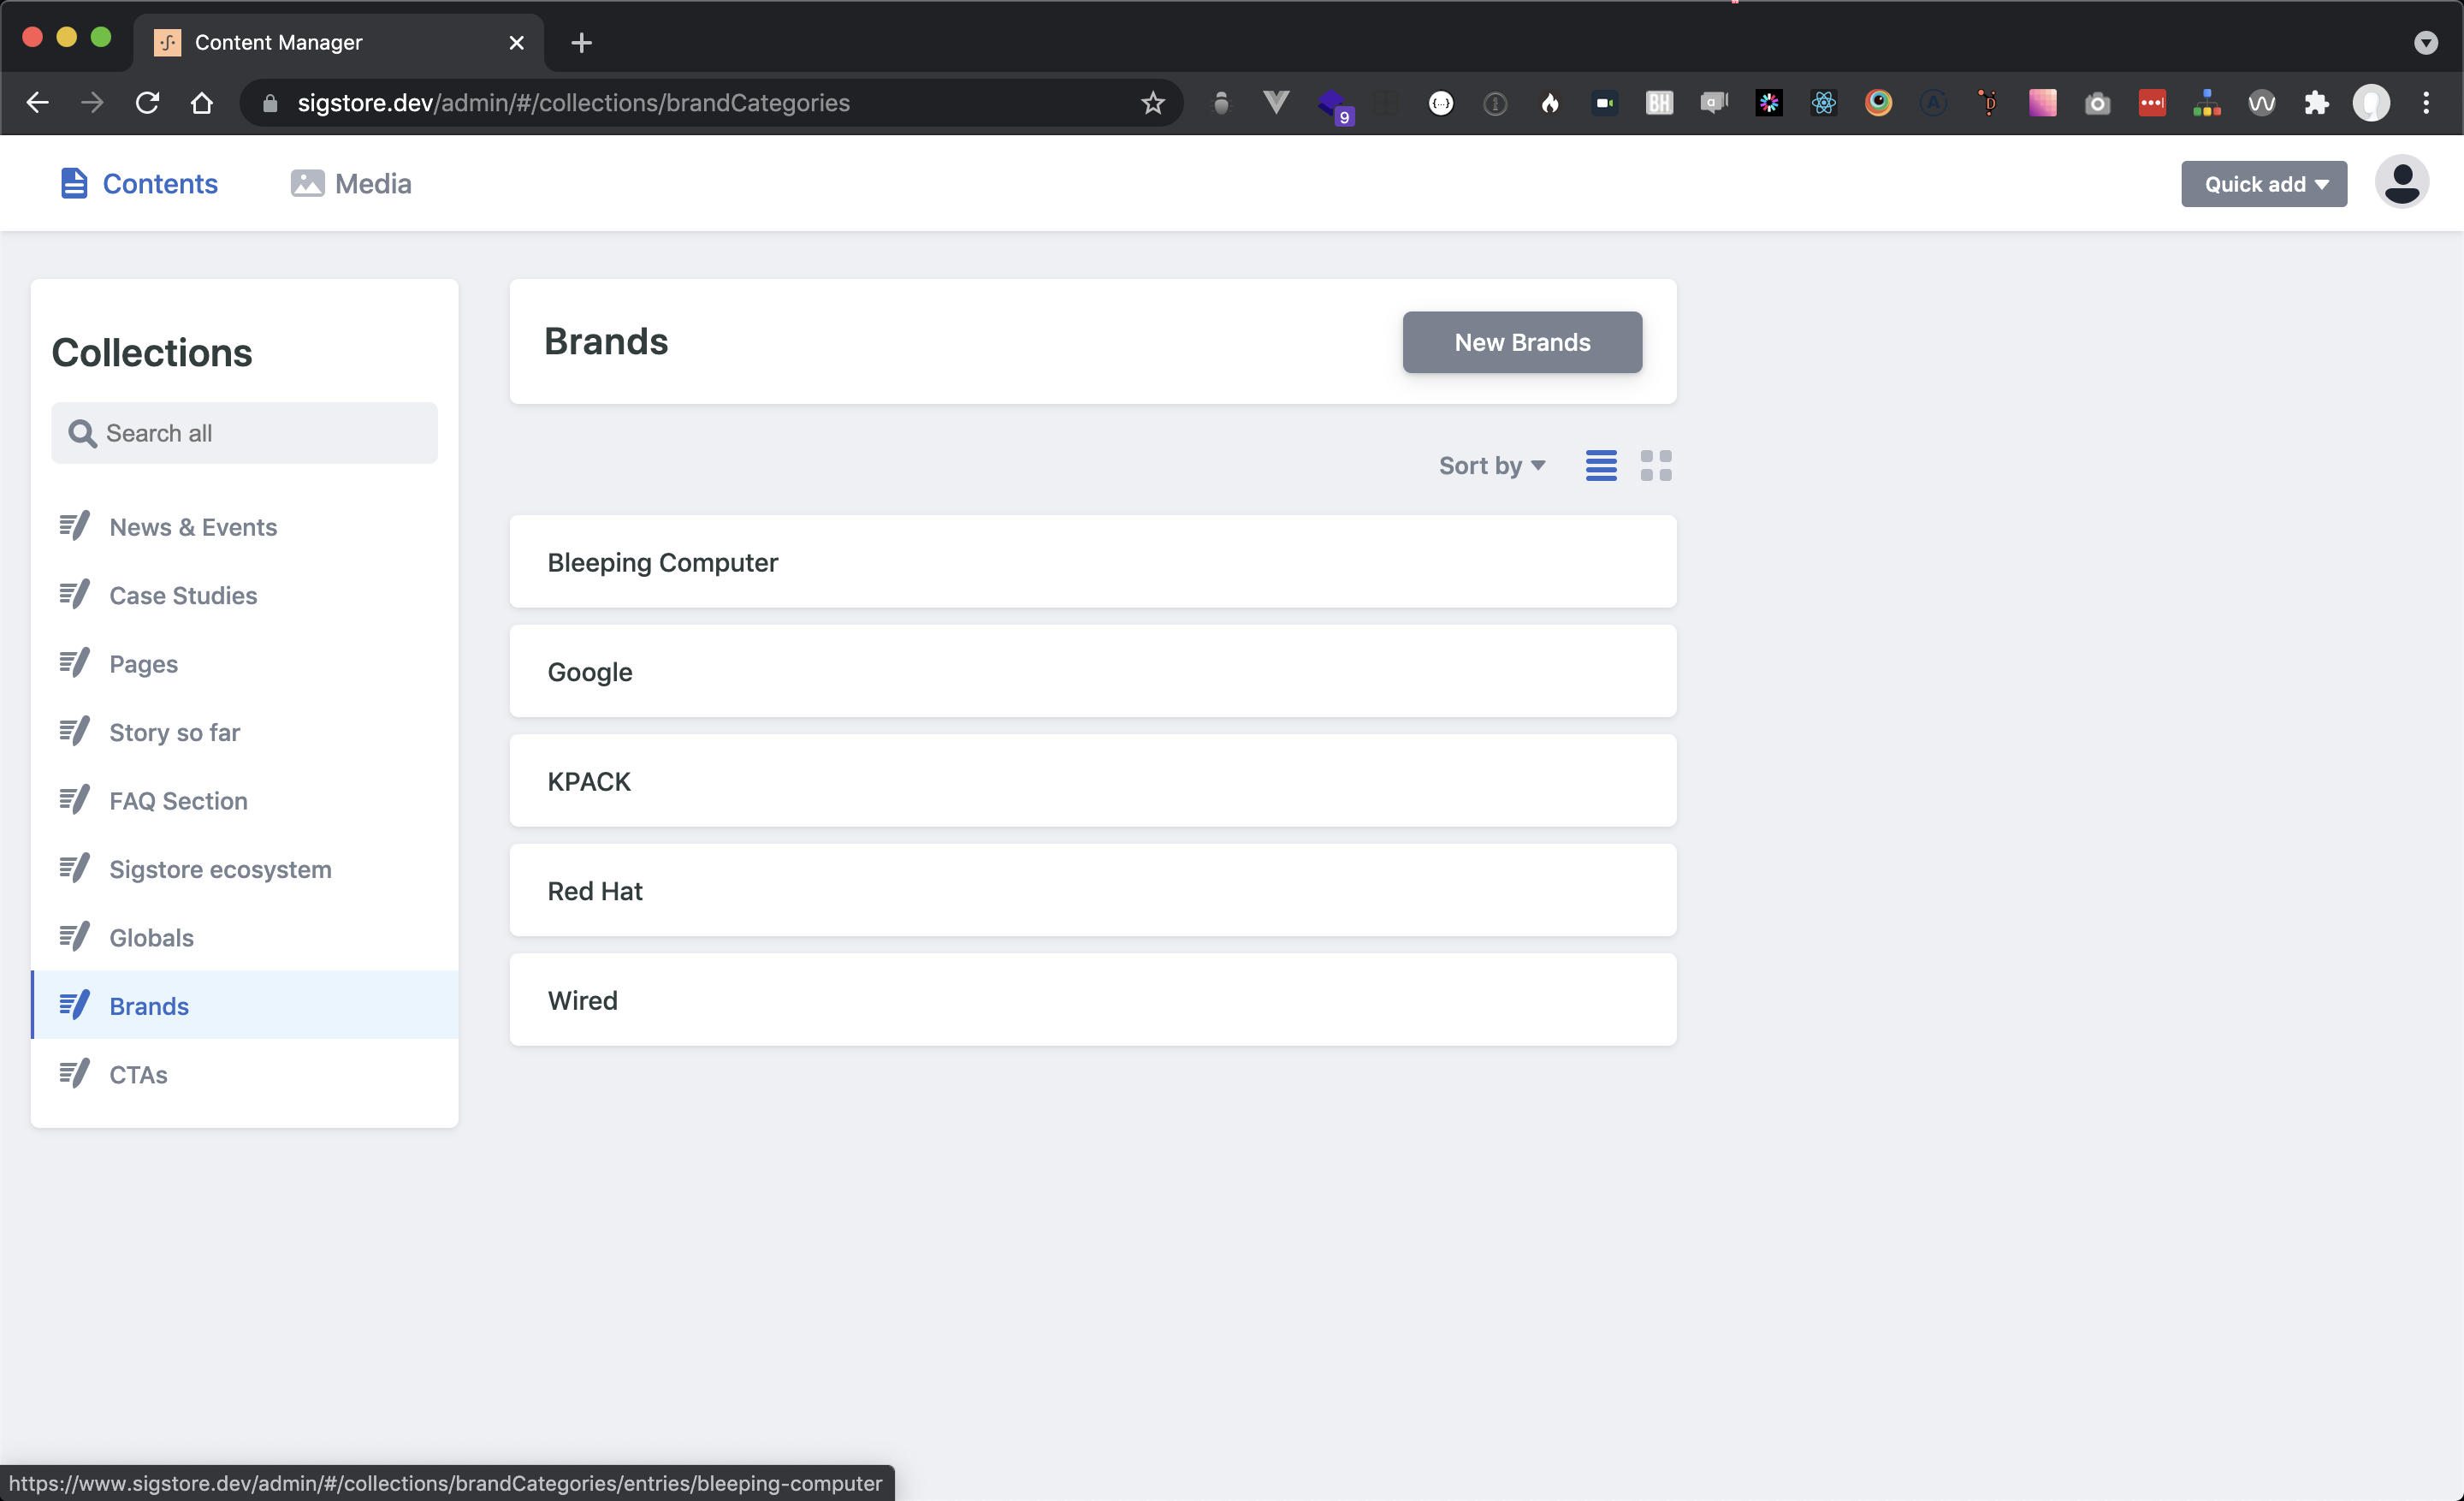 Content Manager
sigstore.dev/admin/#/collections/brandCategories
9
BH
Contents
Media
Quick add
Collections
Search all
News & Events
Case Studies
Pages
Story so far
FAQ Section
Sigstore ecosystem
Globals
Brands
CTAs
Brands
New Brands
Sort by
Bleeping Computer
Google
KPACK
Red Hat
Wired
https://www.sigstore.dev/admin/#/collections/brandCategories/entries/bleeping-computer